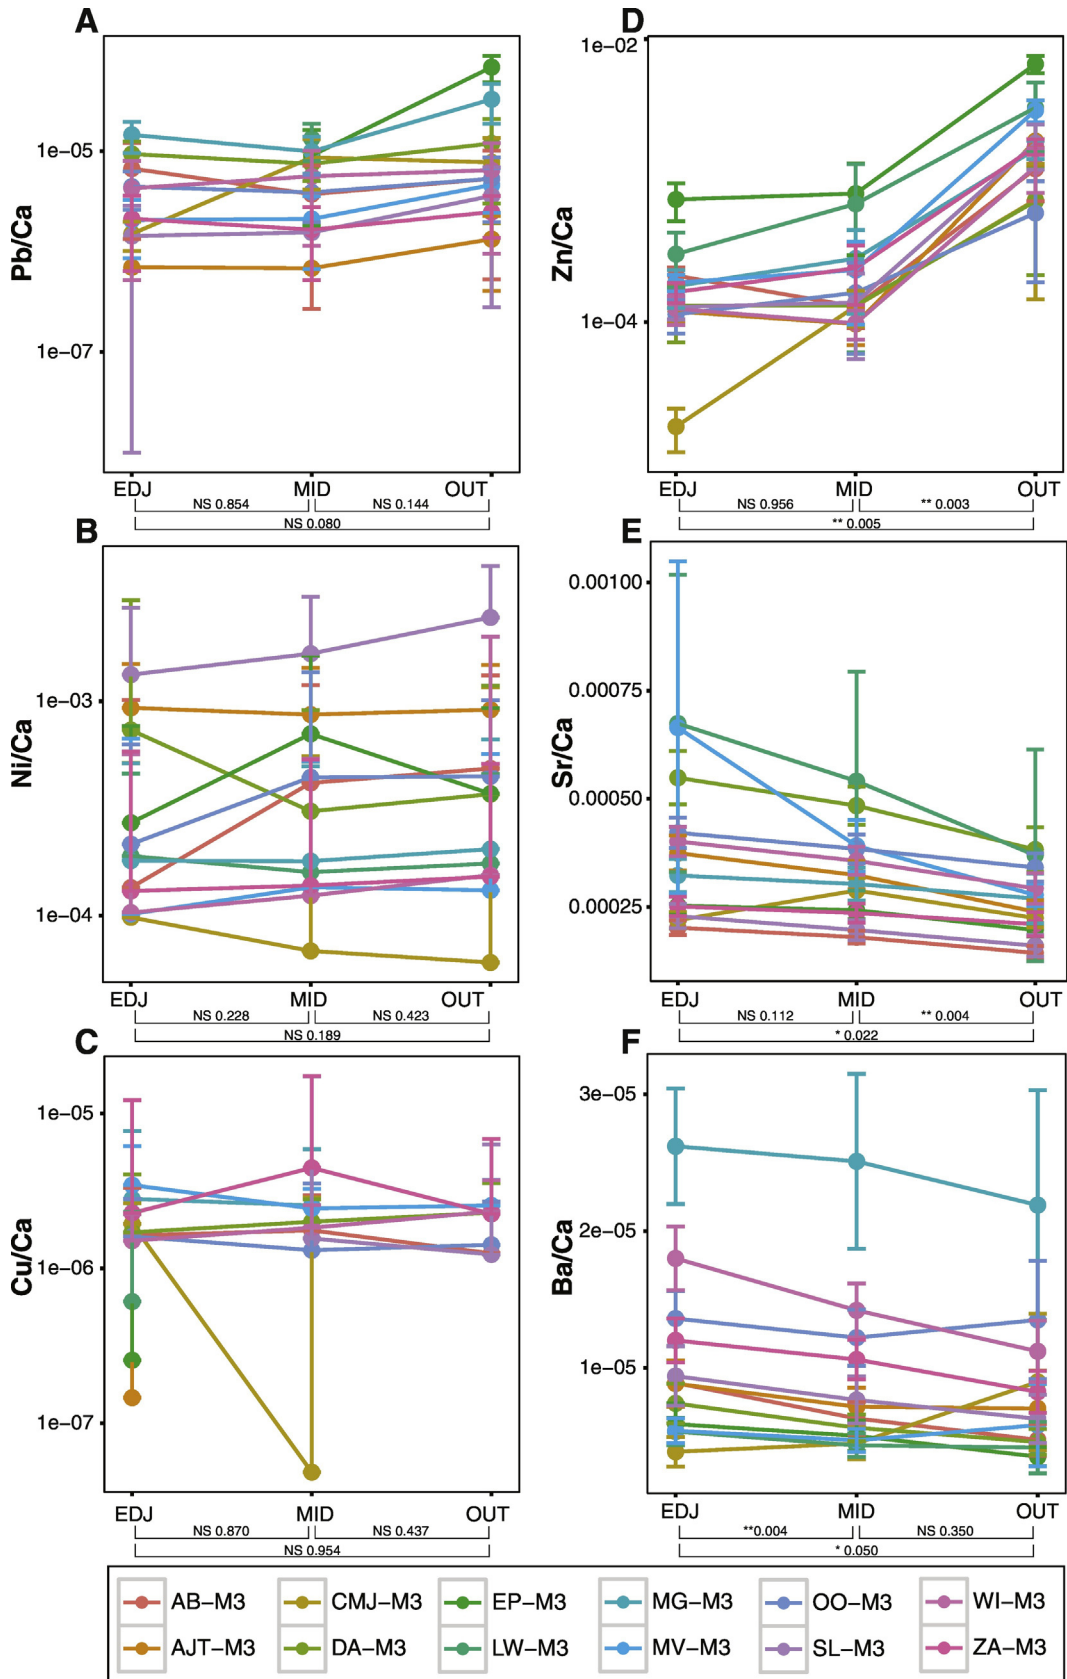 A
Pb/Ca
1e−05
1e−07
EDJ MID OUT
NS 0.854 NS 0.144
NS 0.080
D
Zn/Ca
1e−02
1e−04
EDJ MID OUT
NS 0.956 ** 0.003
** 0.005
B
Ni/Ca
1e−03
1e−04
EDJ MID OUT
NS 0.228 NS 0.423
NS 0.189
E
Sr/Ca
0.00100
0.00075
0.00050
0.00025
EDJ MID OUT
NS 0.112 ** 0.004
* 0.022
C
Cu/Ca
1e−05
1e−06
1e−07
EDJ MID OUT
NS 0.870 NS 0.437
NS 0.954
F
Ba/Ca
3e−05
2e−05
1e−05
EDJ MID OUT
**0.004 NS 0.350
* 0.050
AB−M3 CMJ−M3 EP−M3 MG−M3 OO−M3 WI−M3
AJT−M3 DA−M3 LW−M3 MV−M3 SL−M3 ZA−M3